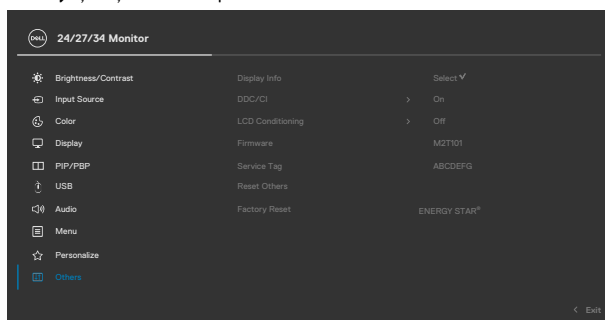 DELL 24/27/34 Monitor
Brightness/Contrast Display Info Select
Input Source DDC/CI > On
Color LCD Conditioning > Off
Display Firmware M2T101
PIP/PBP Service Tag ABCDEFG
USB Reset Others
Audio Factory Reset ENERGY STAR®
Menu
Personalize
Others
< Exit